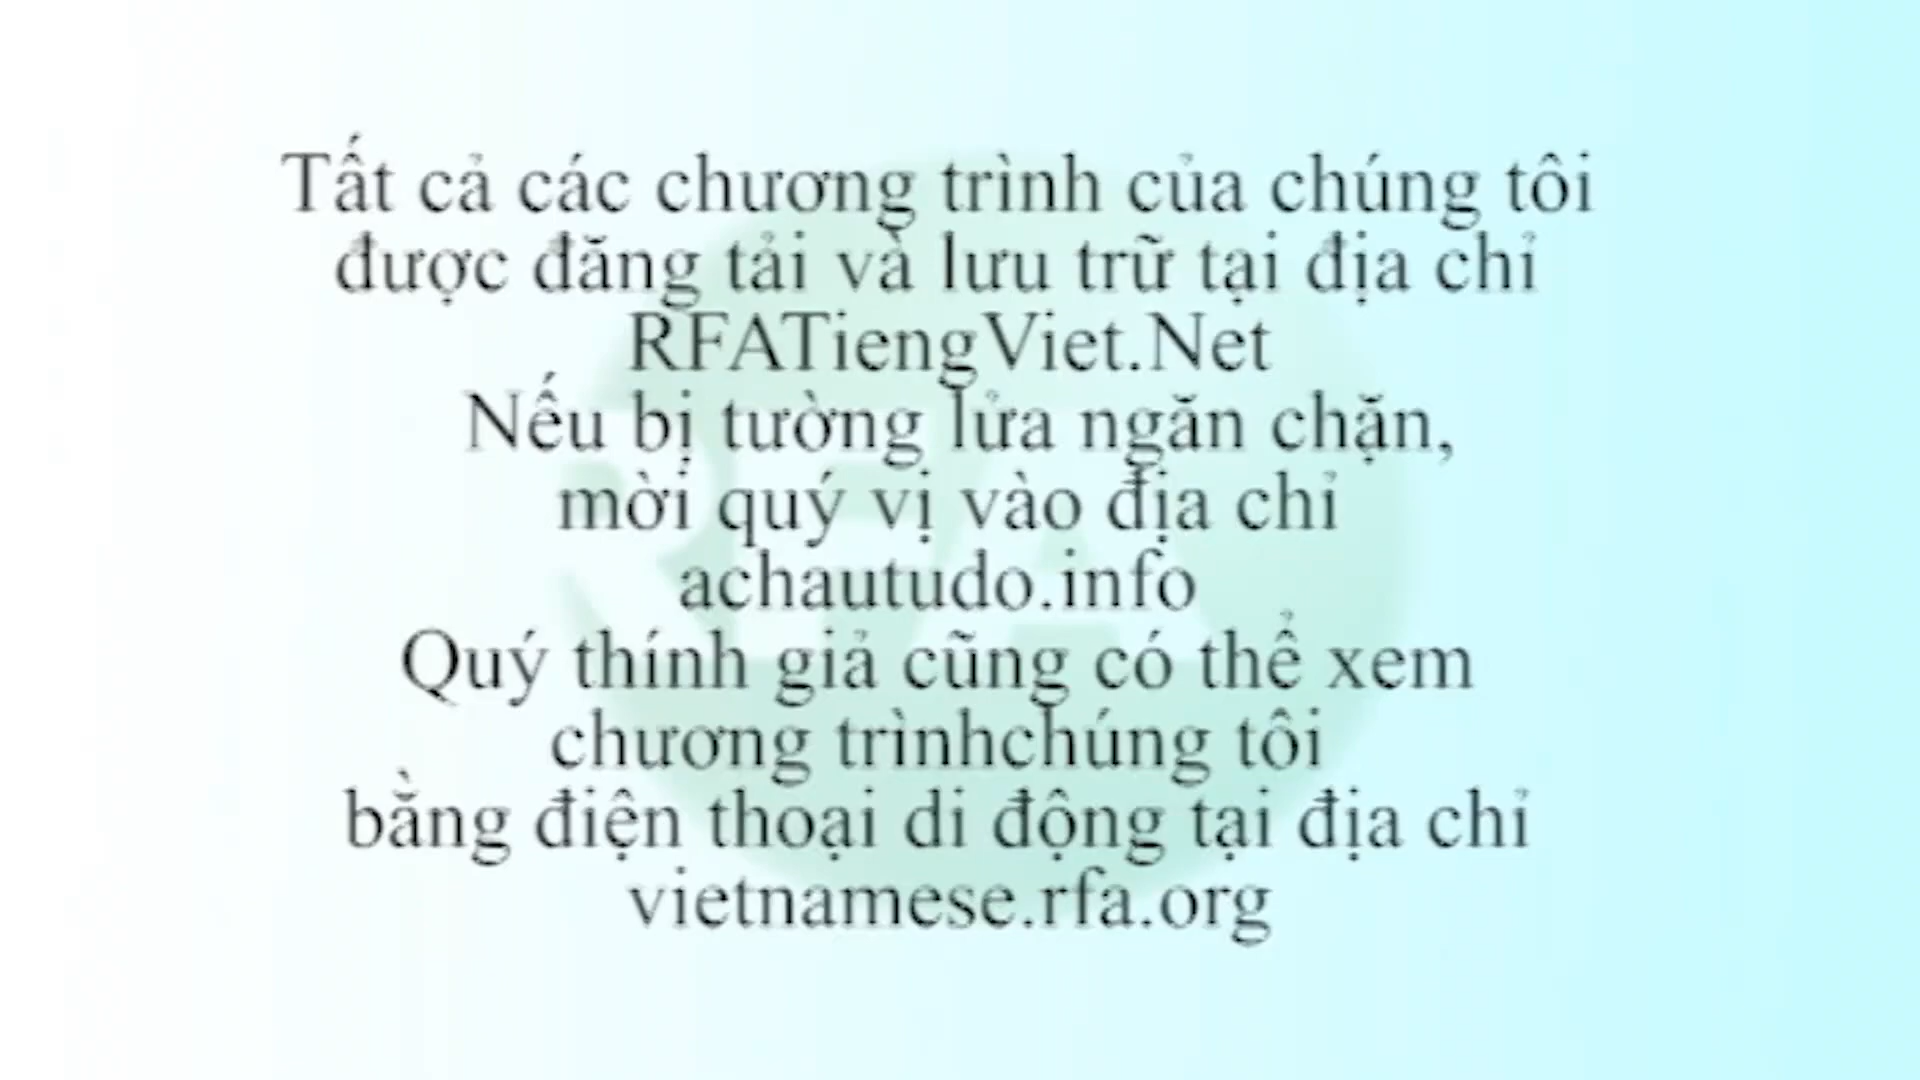 Tất cả các chương trình của chúng tôi
được đăng tải và lưu trữ tại địa chỉ
RFATiengViet.Net
Nếu bị tường lửa ngăn chặn,
mời quý vị vào địa chỉ
achautudo.info
Quý thính giả cũng có thể xem
chương trìnhchúng tôi
bằng điện thoại di động tại địa chỉ
vietnamese.rfa.org
RFA